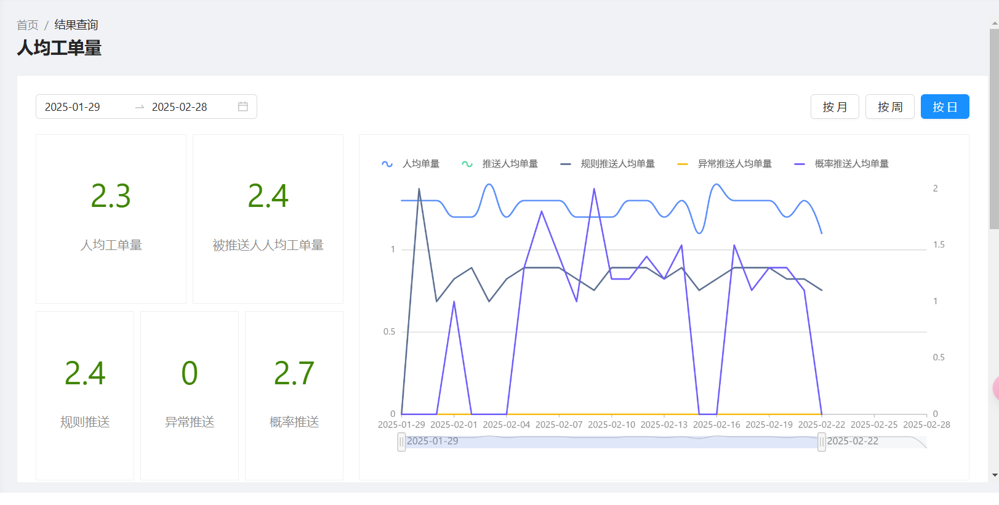 首页 / 结果查询
人均工单量
2025-01-29 → 2025-02-28
按月 按周 按日
2.3
人均工单量
2.4
被推送人人均工单量
2.4
规则推送
0
异常推送
2.7
概率推送
人均单量 推送人均单量 规则推送人均单量 异常推送人均单量 概率推送人均单量
2
1.5
1
1
0.5
0.5
0
0
2025-01-29 2025-02-01 2025-02-04 2025-02-07 2025-02-10 2025-02-13 2025-02-16 2025-02-19 2025-02-22 2025-02-25 2025-02-28
2025-01-29 2025-02-22